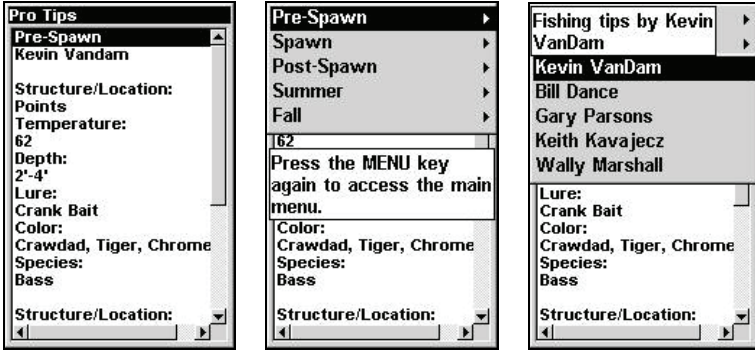 Pro Tips
Pre-Spawn
Kevin Vandam
Structure/Location:
Points
Temperature:
62
Depth:
2'-4'
Lure:
Crank Bait
Color:
Crawdad, Tiger, Chrome
Species:
Bass
Structure/Location:
Pre-Spawn
Spawn
Post-Spawn
Summer
Fall
62
Press the MENU key
again to access the main
menu.
Color:
Crawdad, Tiger, Chrome
Species:
Bass
Structure/Location:
Fishing tips by Kevin
VanDam
Kevin VanDam
Bill Dance
Gary Parsons
Keith Kavajecz
Wally Marshall
Lure:
Crank Bait
Color:
Crawdad, Tiger, Chrome
Species:
Bass
Structure/Location: